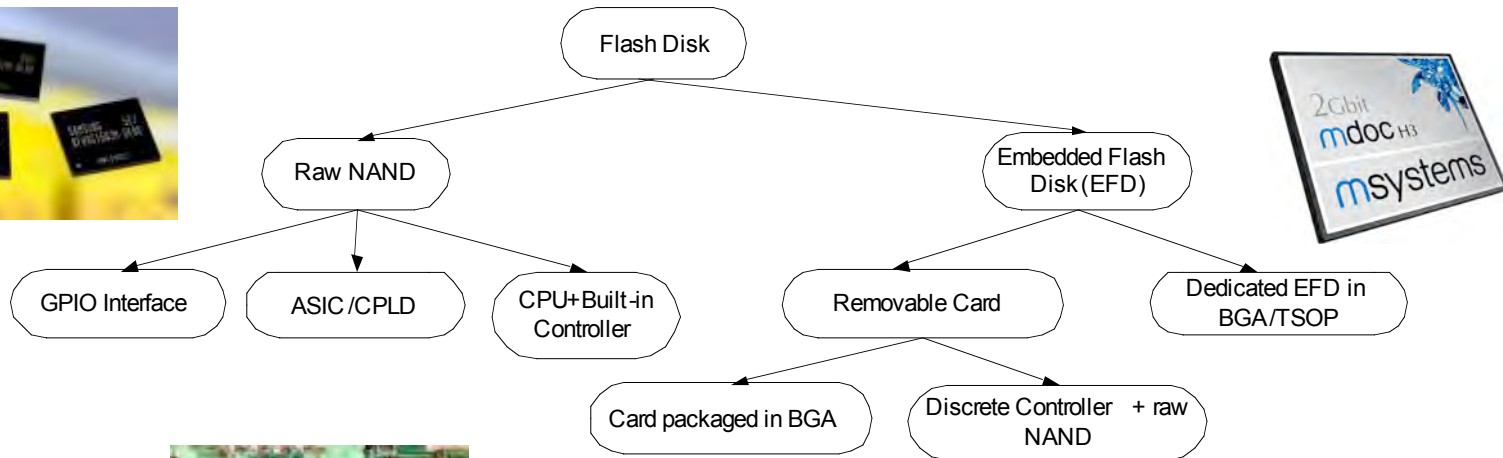 Flash Disk
Raw NAND
Embedded Flash
Disk (EFD)
GPIO Interface
ASIC/CPLD
CPU+Built-in
Controller
Removable Card
Dedicated EFD in
BGA/TSOP
Card packaged in BGA
Discrete Controller + raw
NAND
SAMSUNG
2Gbit
mdoc H3
msystems